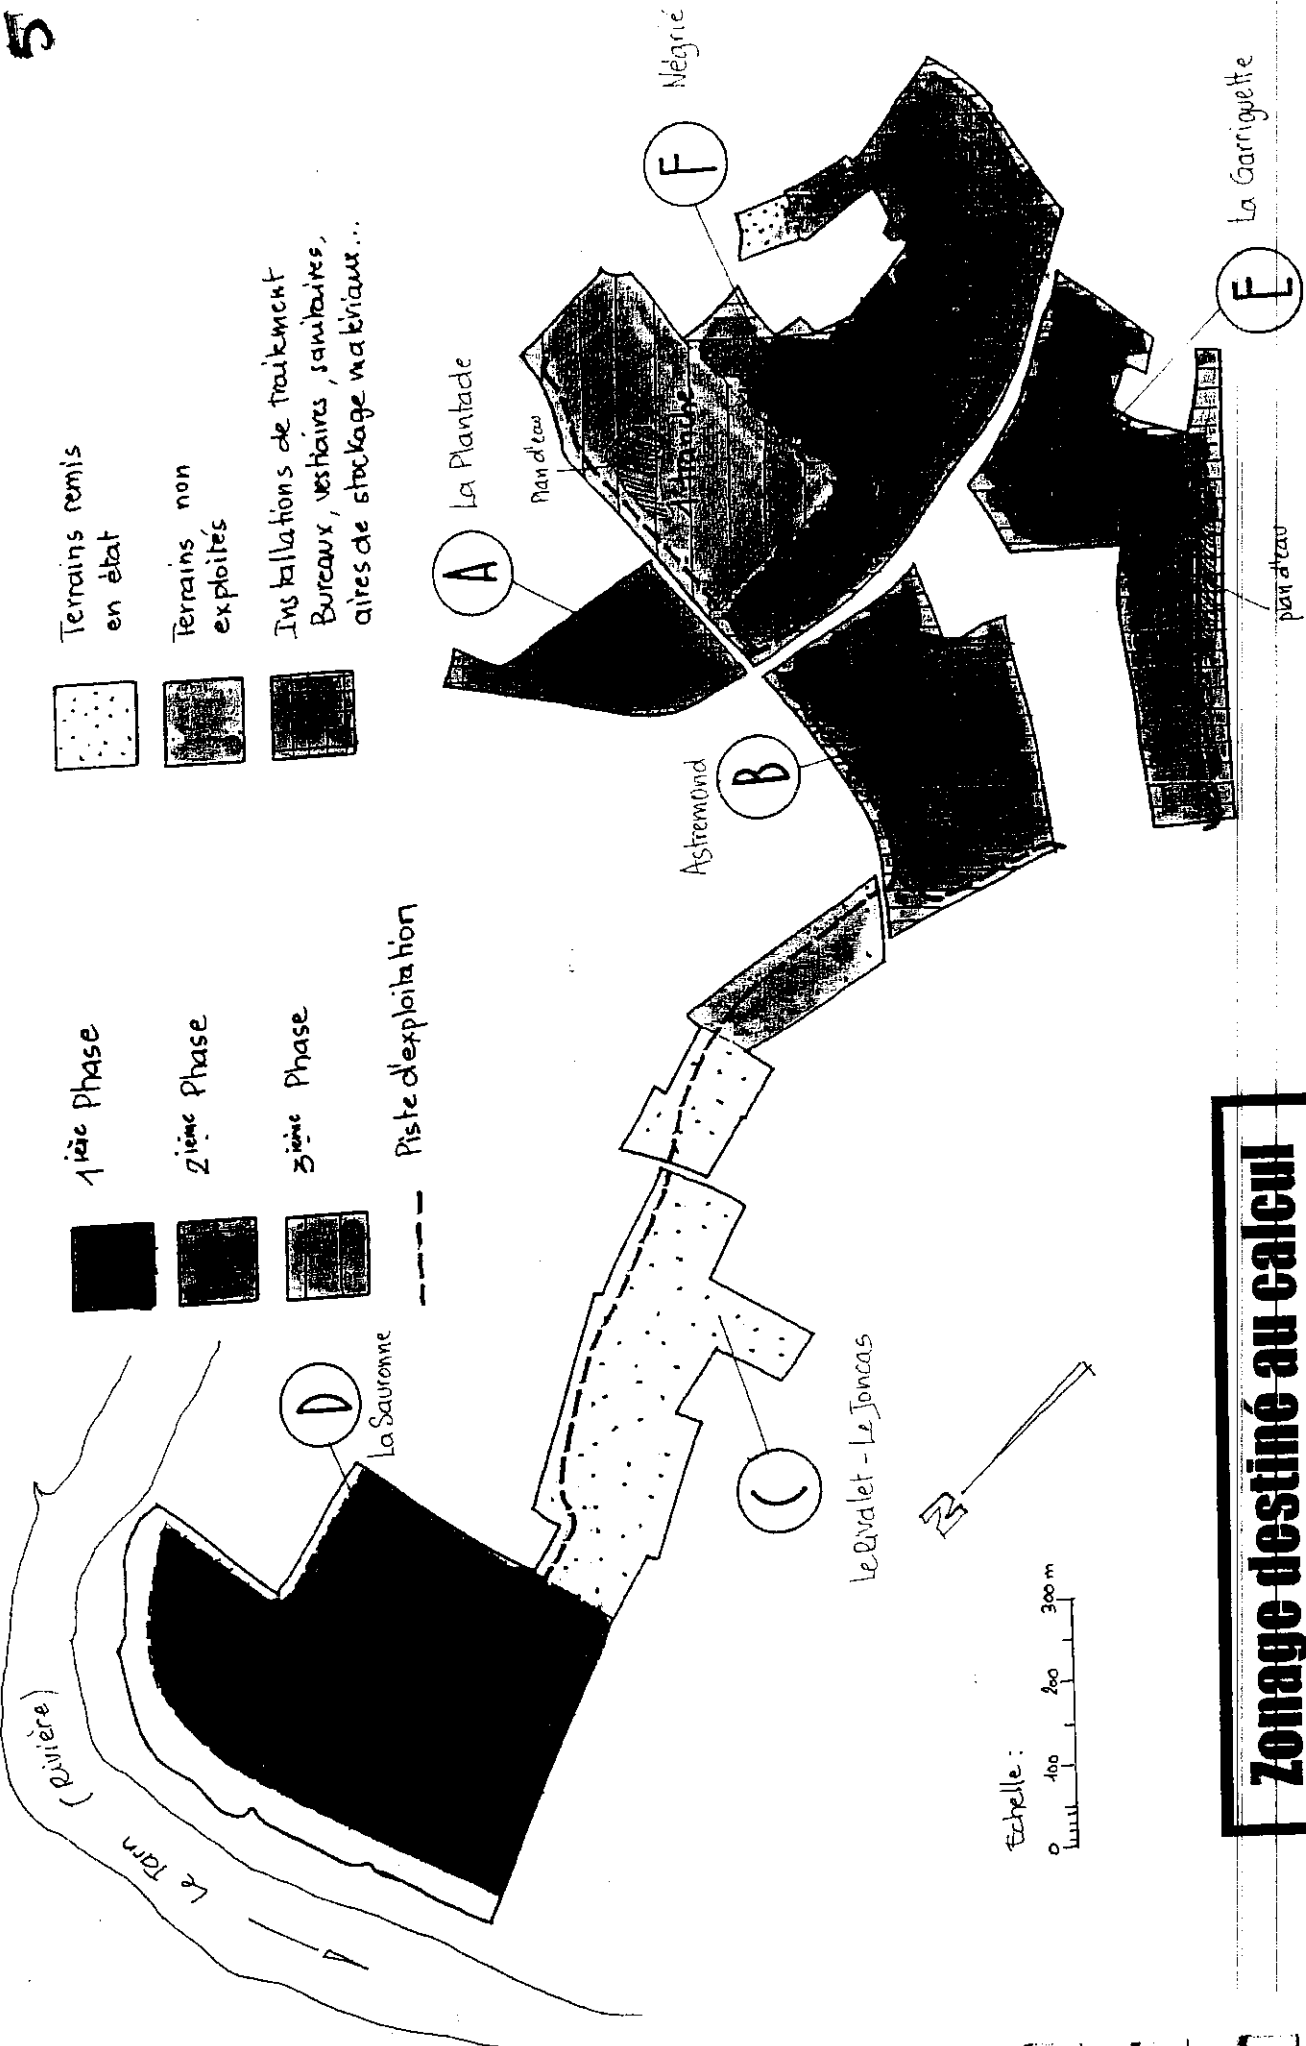 5
1ière Phase
2ième Phase
3ième Phase
Piste d'exploitation
Terrains remis
en état
Terrains non
exploités
Installations de traitement
Bureaux, vestiaires, sanitaires,
aires de stockage matériaux...
Le Tarn (Rivière)
D
La Sauronne
C
Le Rivalet - Le Joncas
Astremond
B
A
La Plantade
Plan d'eau
F
Négrié
E
La Garriguette
plan d'eau
N
Echelle :
0 100 200 300 m
Zonage destiné au calcul